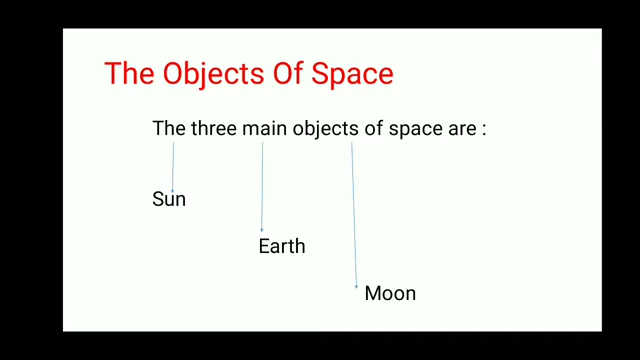 The Objects Of Space
The three main objects of space are :
Sun
Earth
Moon